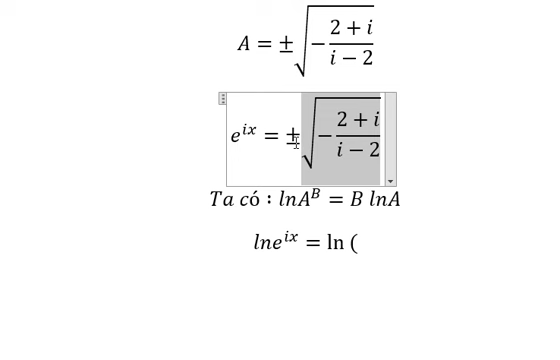 A = ±√(−(2 + i)/(i − 2))
e^{ix} = ±√(−(2 + i)/(i − 2))
Ta có : lnA^B = B lnA
lne^{ix} = ln (